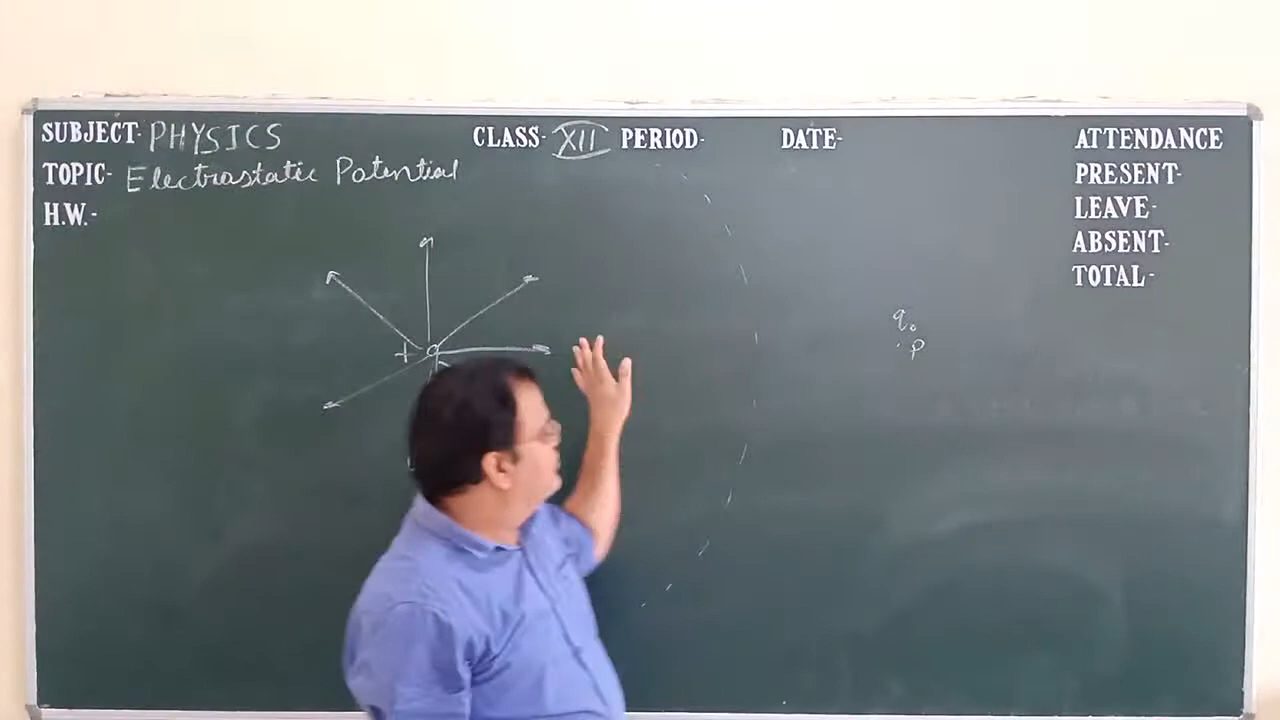 SUBJECT- PHYSICS CLASS- XII PERIOD- DATE- ATTENDANCE
TOPIC- Electrostatic Potential PRESENT-
H.W.- LEAVE-
ABSENT-
TOTAL-
q₀
+
. P